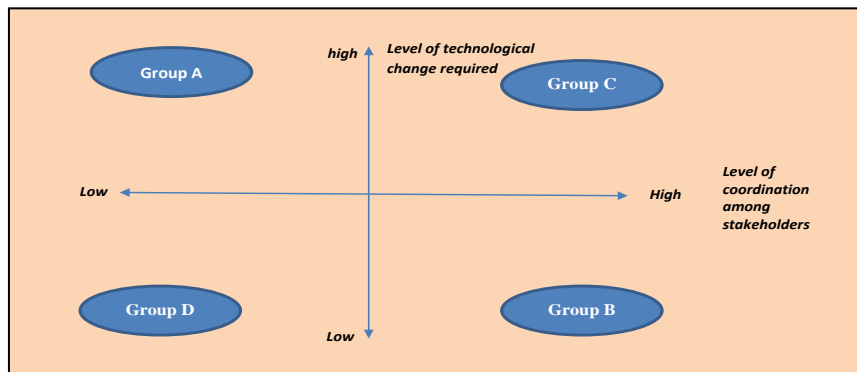 high
Level of technological
change required
Group A
Group C
Low
High
Level of
coordination
among
stakeholders
Group D
Group B
Low